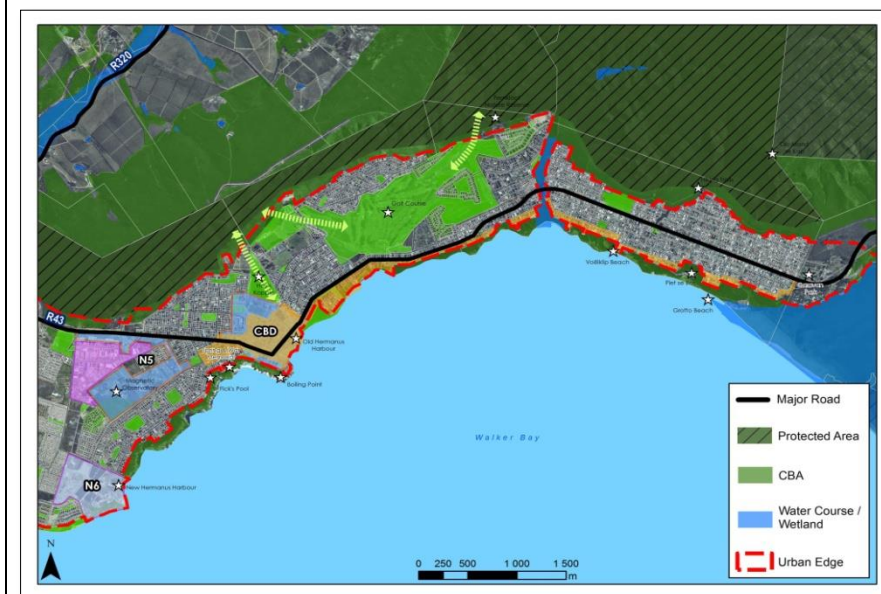 R320
Golf Course
Voëlklip Beach
Grotto Beach
R43
CBD
Old Hermanus
Harbour
N5
Magnetic
Observatory
Fick's Pool
Boiling Point
N6
New Hermanus Harbour
Walker Bay
N
0 250 500 1 000 1 500
m
Major Road
Protected Area
CBA
Water Course /
Wetland
Urban Edge